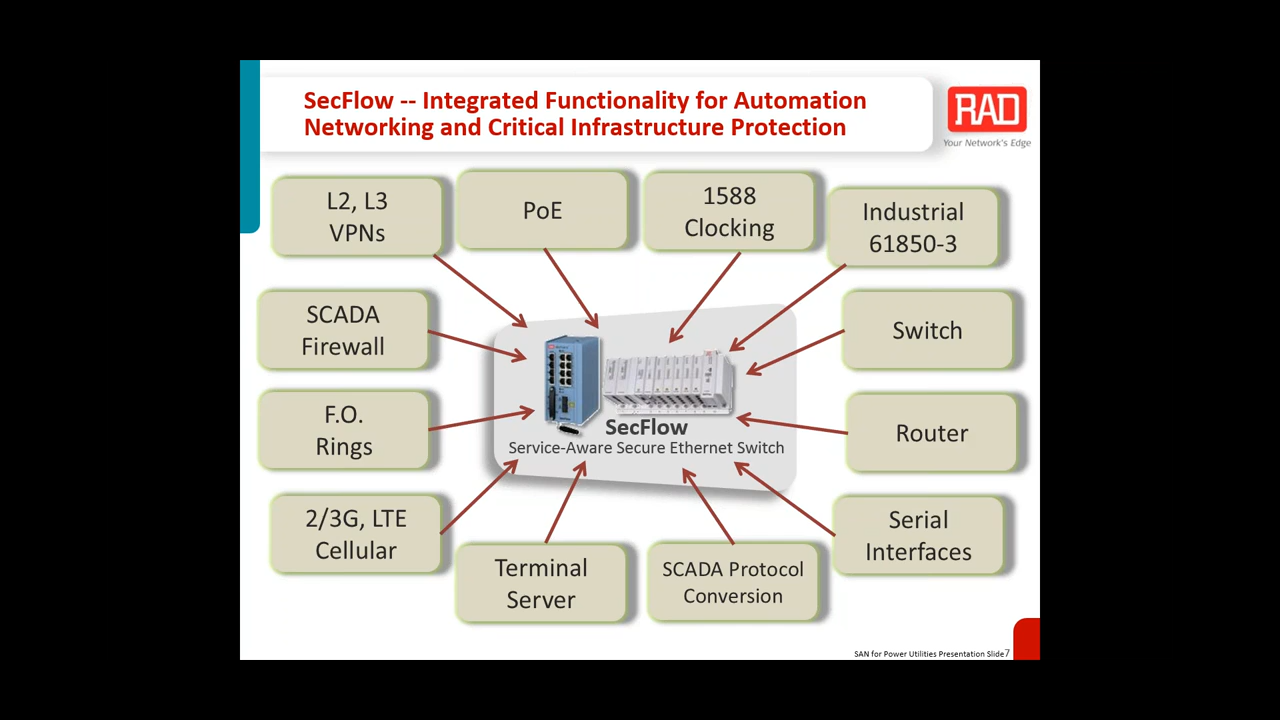 SecFlow -- Integrated Functionality for Automation
Networking and Critical Infrastructure Protection
RAD
Your Network's Edge
L2, L3
VPNs
PoE
1588
Clocking
Industrial
61850-3
SCADA
Firewall
Switch
F.O.
Rings
Router
SecFlow
Service-Aware Secure Ethernet Switch
2/3G, LTE
Cellular
Terminal
Server
SCADA Protocol
Conversion
Serial
Interfaces
SAN for Power Utilities Presentation Slide7